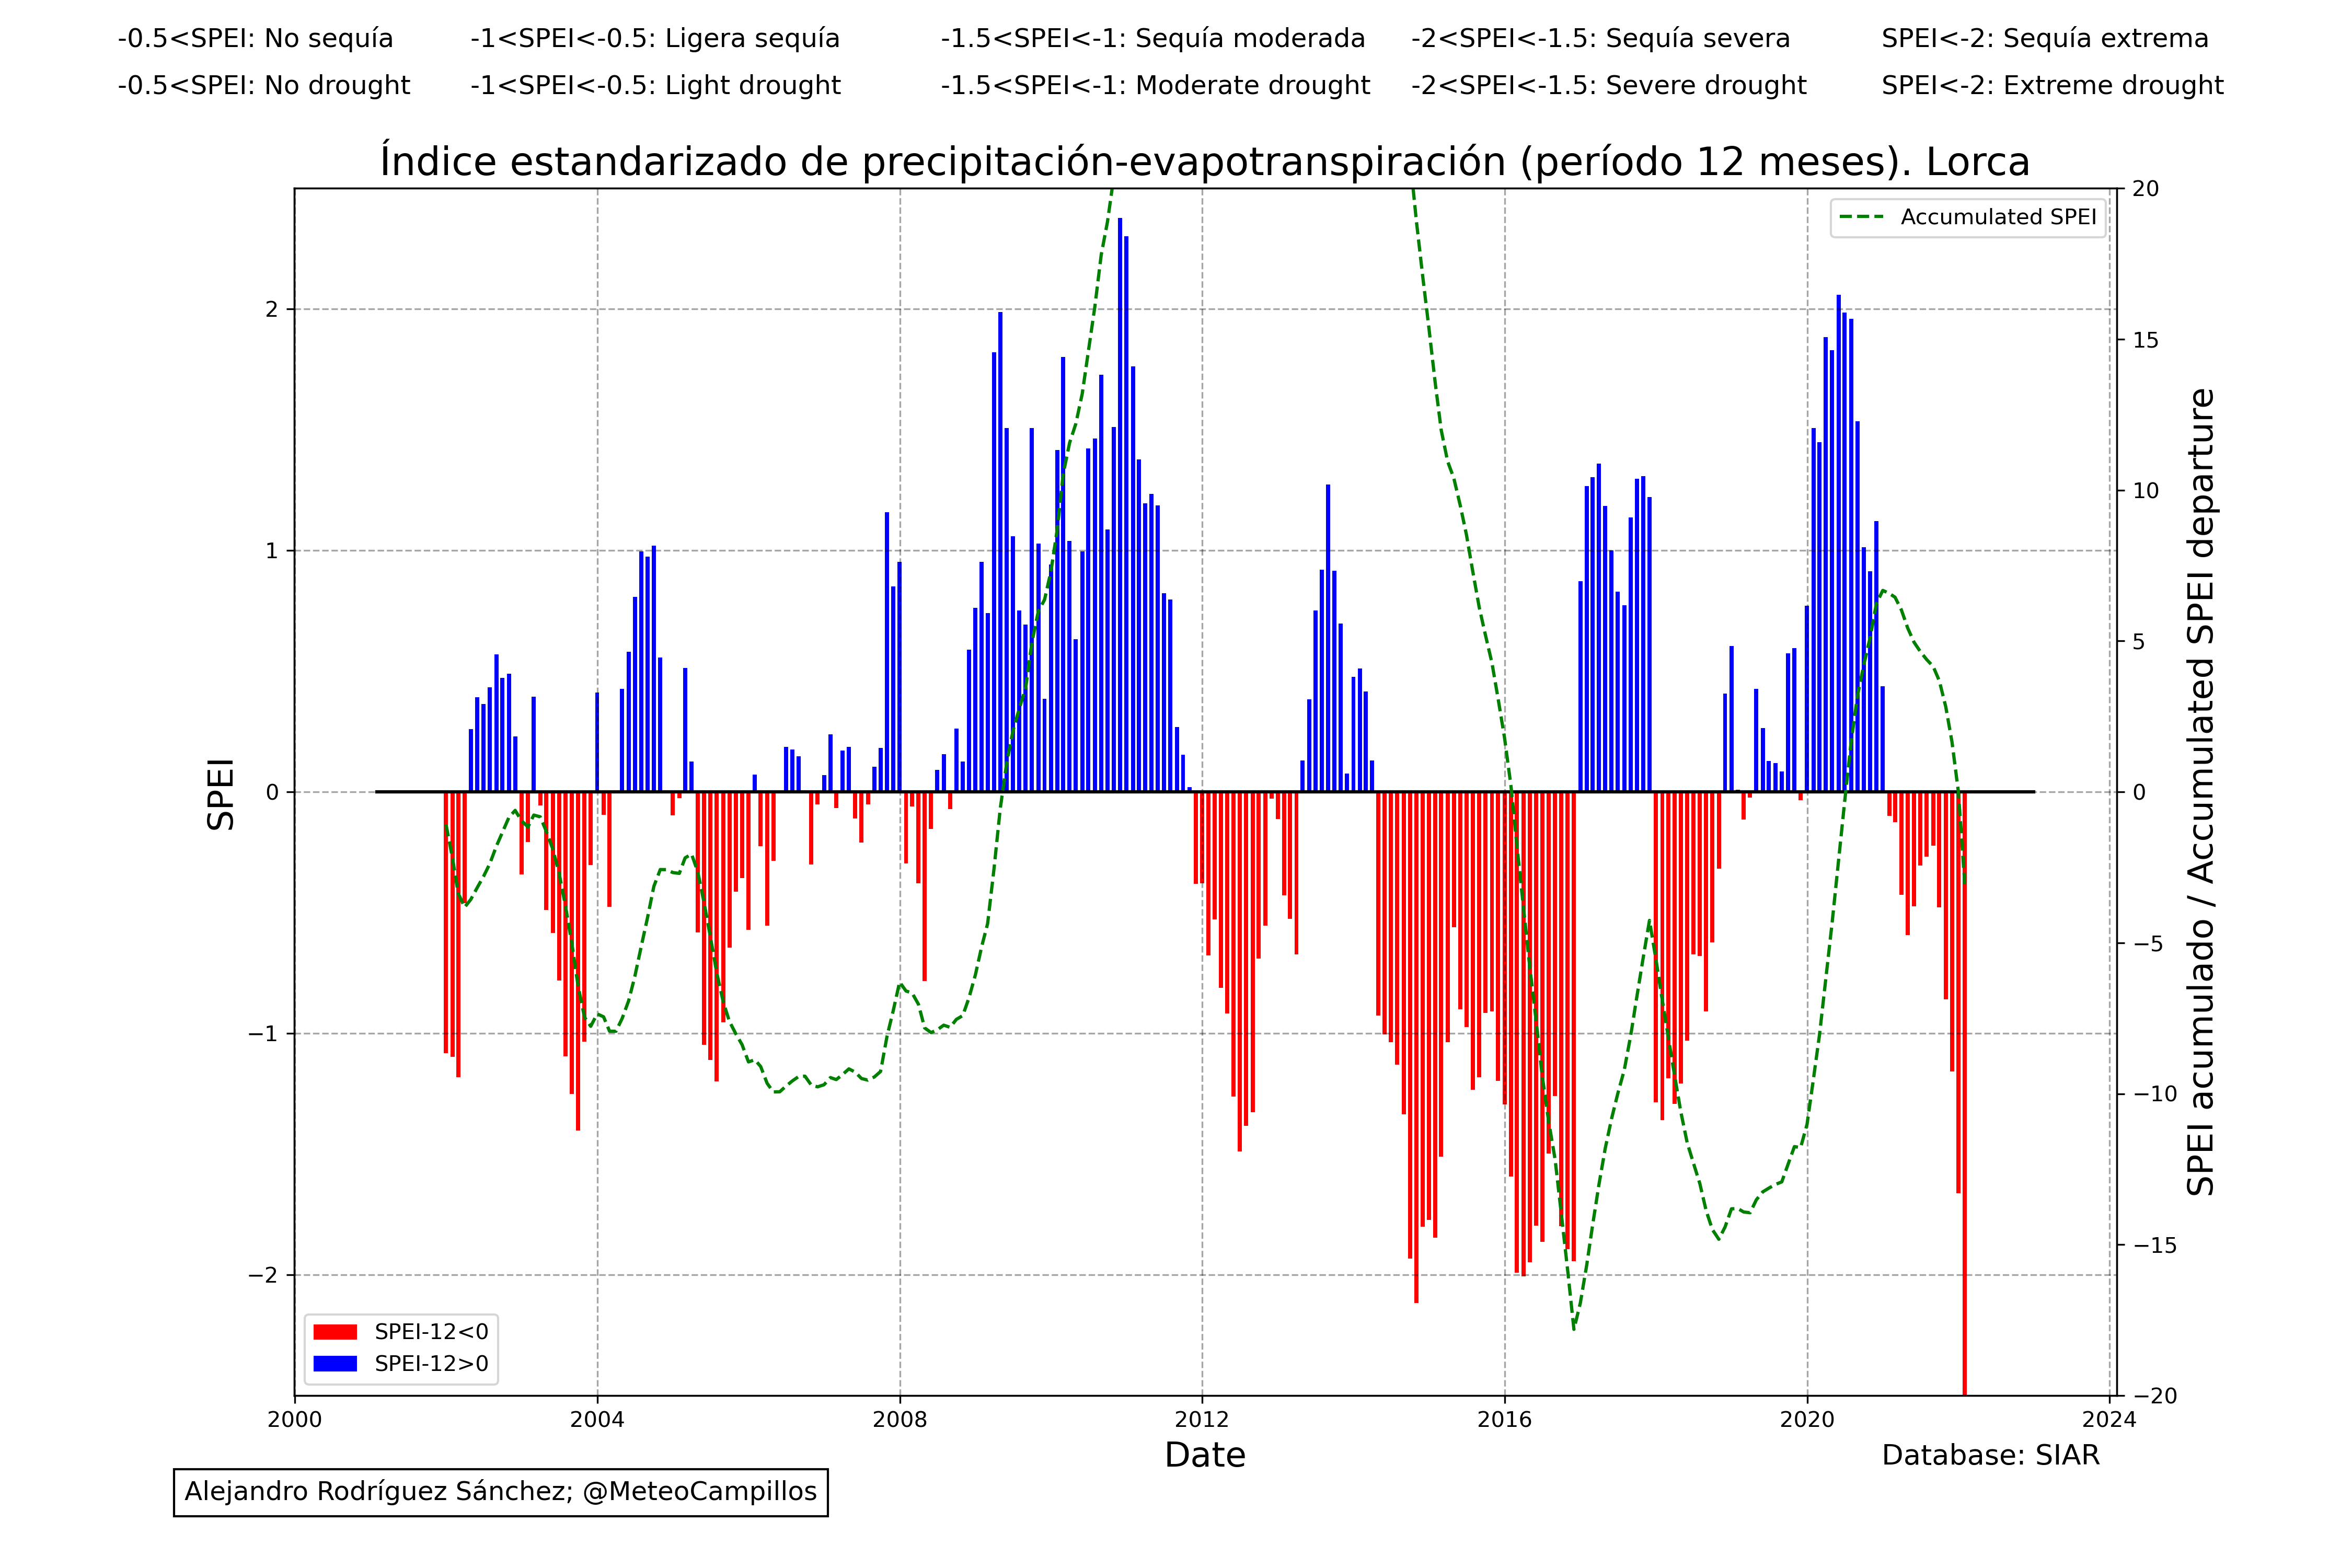 -0.5<SPEI: No sequía
-1<SPEI<-0.5: Ligera sequía
-1.5<SPEI<-1: Sequía moderada
-2<SPEI<-1.5: Sequía severa
SPEI<-2: Sequía extrema
-0.5<SPEI: No drought
-1<SPEI<-0.5: Light drought
-1.5<SPEI<-1: Moderate drought
-2<SPEI<-1.5: Severe drought
SPEI<-2: Extreme drought
Índice estandarizado de precipitación-evapotranspiración (período 12 meses). Lorca
Accumulated SPEI
SPEI
2
1
0
−1
−2
20
15
10
5
0
−5
−10
−15
−20
SPEI acumulado / Accumulated SPEI departure
SPEI-12<0
SPEI-12>0
2000
2004
2008
2012
2016
2020
2024
Date
Database: SIAR
Alejandro Rodríguez Sánchez; @MeteoCampillos